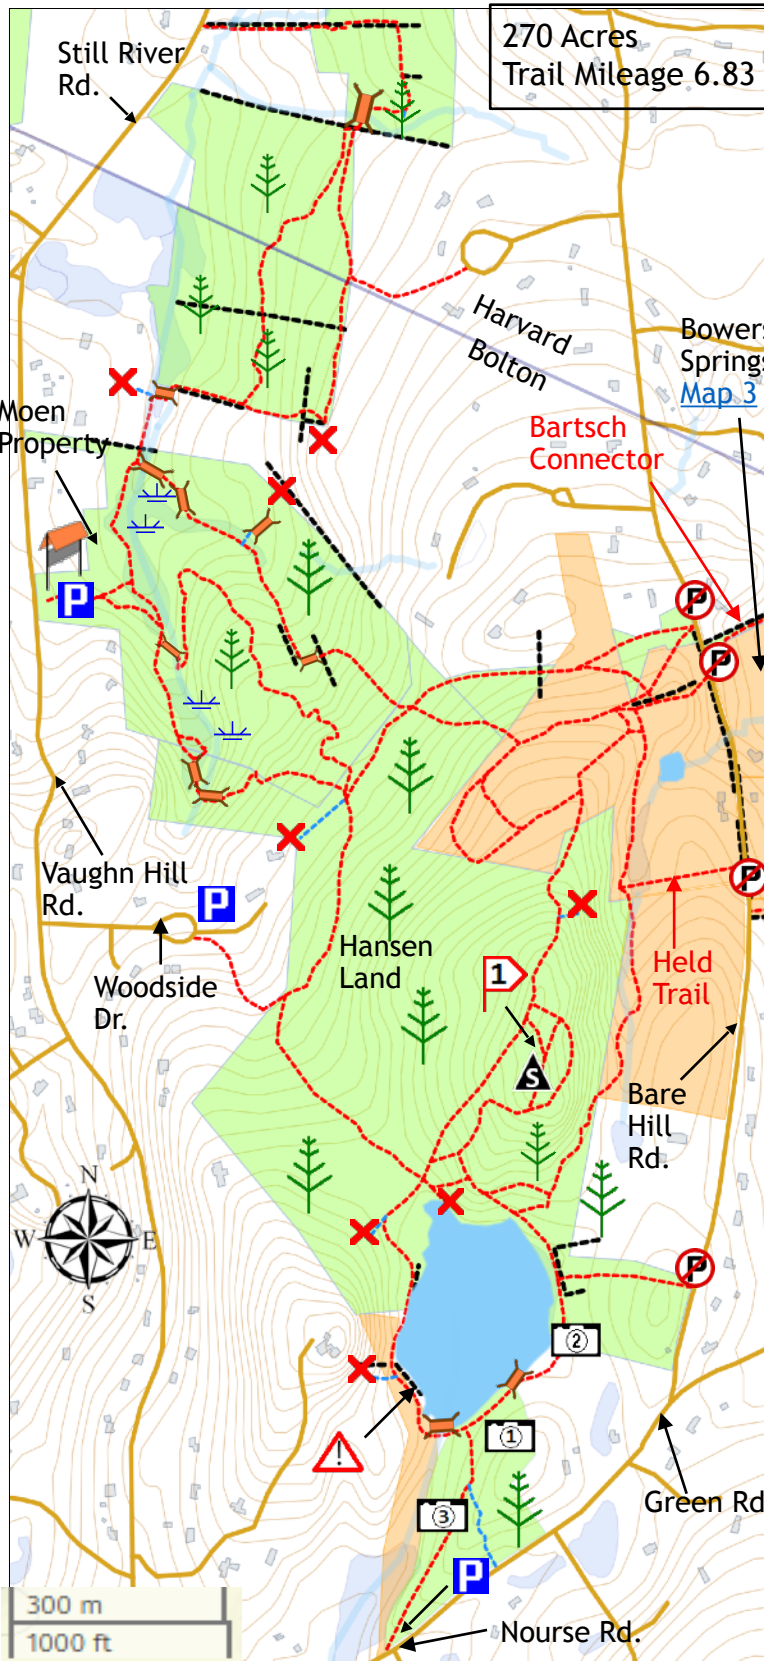 270 Acres
Trail Mileage 6.83
Still River
Rd.
Harvard
Bolton
Bowers
Springs
Map 3
Moen
Property
Bartsch
Connector
P
P
P
P
Vaughn Hill
Rd.
P
Woodside
Dr.
Hansen
Land
1
S
Held
Trail
Bare
Hill
Rd.
N
W
E
S
P
2
!
1
3
Green Rd
P
Nourse Rd.
300 m
1000 ft